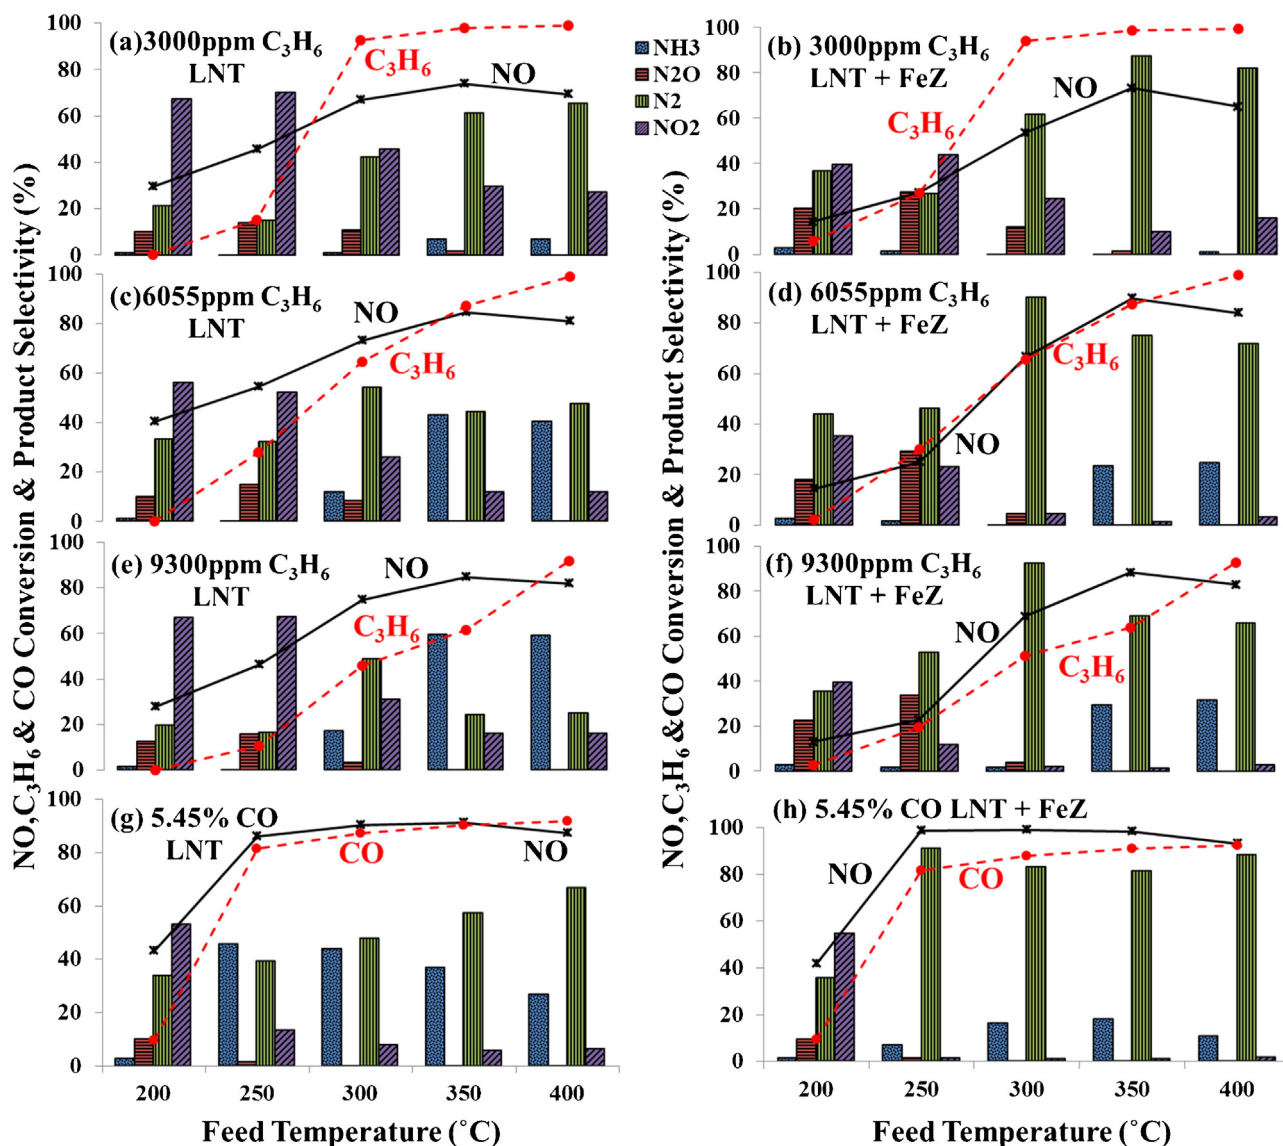 NO,C₃H₆ & CO Conversion & Product Selectivity (%)
100
80
60
40
20
0
(a)3000ppm C₃H₆
LNT
C₃H₆
NO
NH3
N2O
N2
NO2
100
80
60
40
20
0
(c)6055ppm C₃H₆
LNT
NO
C₃H₆
100
80
60
40
20
0
(e) 9300ppm C₃H₆
LNT
NO
C₃H₆
100
80
60
40
20
0
(g) 5.45% CO
LNT
CO
NO
200
250
300
350
400
Feed Temperature (˚C)
NO,C₃H₆ &CO Conversion & Product Selectivity (%)
100
80
60
40
20
0
(b) 3000ppm C₃H₆
LNT + FeZ
C₃H₆
NO
100
80
60
40
20
0
(d) 6055ppm C₃H₆
LNT + FeZ
NO
C₃H₆
100
80
60
40
20
0
(f) 9300ppm C₃H₆
LNT + FeZ
NO
C₃H₆
100
80
60
40
20
0
(h) 5.45% CO LNT + FeZ
NO
CO
200
250
300
350
400
Feed Temperature (˚C)